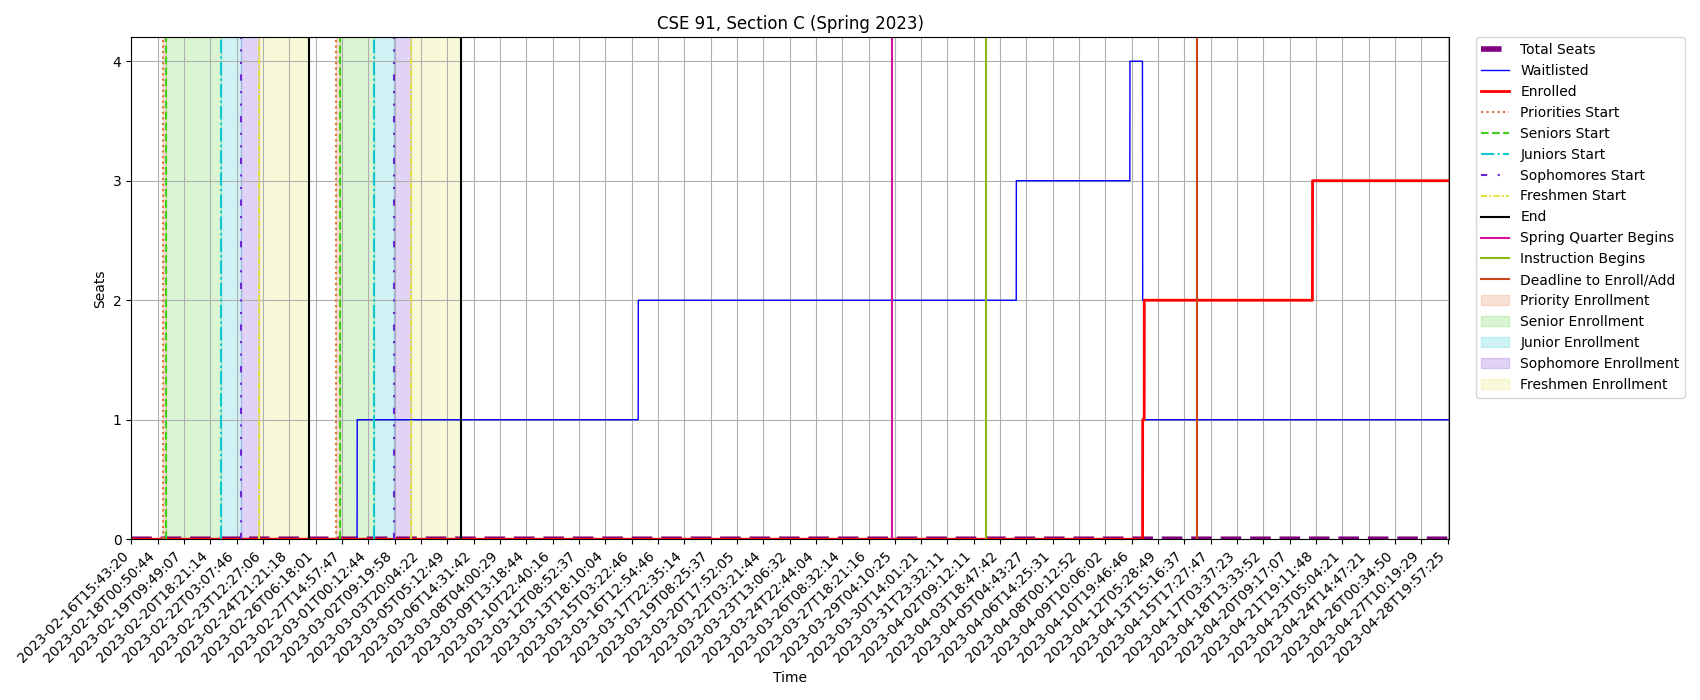 CSE 91, Section C (Spring 2023)
Seats
4
3
2
1
0
2023-02-16T15:43:20
2023-02-18T00:50:44
2023-02-19T09:49:07
2023-02-20T18:21:14
2023-02-22T03:07:46
2023-02-23T12:27:06
2023-02-24T21:21:18
2023-02-26T06:18:01
2023-02-27T14:57:47
2023-03-01T00:12:44
2023-03-02T09:19:58
2023-03-03T20:04:22
2023-03-05T05:12:49
2023-03-06T14:31:42
2023-03-08T04:00:29
2023-03-09T13:18:44
2023-03-10T22:40:16
2023-03-12T08:52:37
2023-03-13T18:10:04
2023-03-15T03:22:46
2023-03-16T12:54:46
2023-03-17T22:35:14
2023-03-19T08:25:37
2023-03-20T17:52:05
2023-03-22T03:21:44
2023-03-23T13:06:32
2023-03-24T22:44:04
2023-03-26T08:32:14
2023-03-27T18:21:16
2023-03-29T04:10:25
2023-03-30T14:01:21
2023-03-31T23:32:11
2023-04-02T09:12:11
2023-04-03T18:47:42
2023-04-05T04:43:27
2023-04-06T14:25:31
2023-04-08T00:12:52
2023-04-09T10:06:02
2023-04-10T19:46:46
2023-04-12T05:28:49
2023-04-13T15:16:37
2023-04-15T17:27:47
2023-04-17T03:37:23
2023-04-18T13:33:52
2023-04-20T09:17:07
2023-04-21T19:11:48
2023-04-23T05:04:21
2023-04-24T14:47:21
2023-04-26T00:34:50
2023-04-27T10:19:29
2023-04-28T19:57:25
Time
Total Seats
Waitlisted
Enrolled
Priorities Start
Seniors Start
Juniors Start
Sophomores Start
Freshmen Start
End
Spring Quarter Begins
Instruction Begins
Deadline to Enroll/Add
Priority Enrollment
Senior Enrollment
Junior Enrollment
Sophomore Enrollment
Freshmen Enrollment